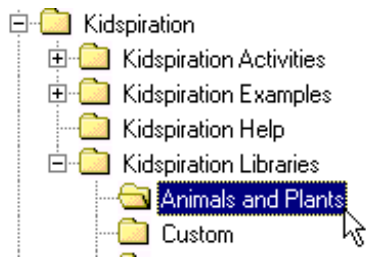 Kidspiration
Kidspiration Activities
Kidspiration Examples
Kidspiration Help
Kidspiration Libraries
Animals and Plants
Custom